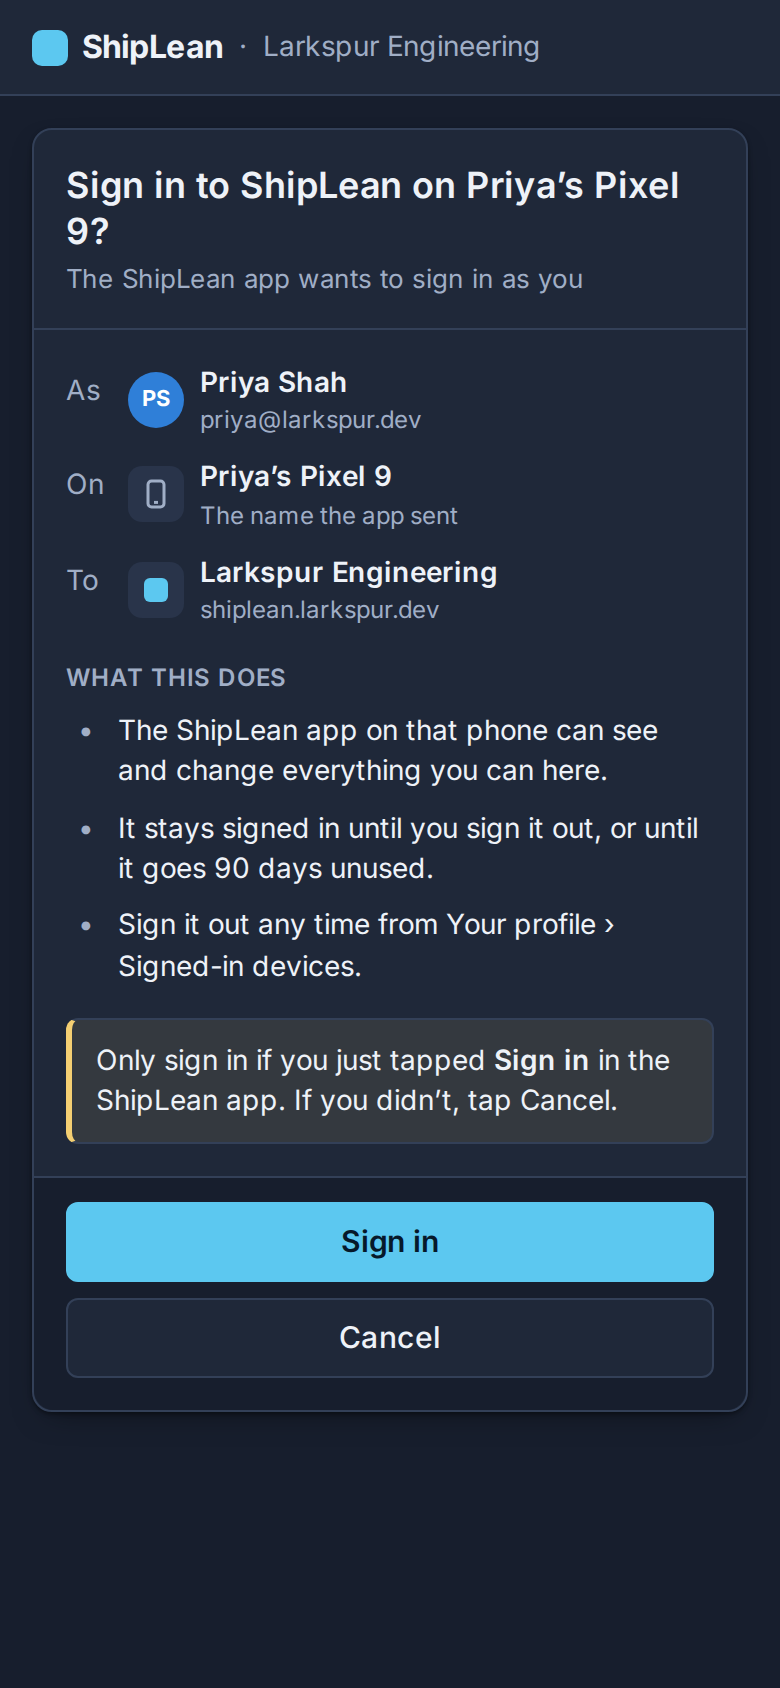 ShipLean · Larkspur Engineering
Sign in to ShipLean on Priya’s Pixel
9?
The ShipLean app wants to sign in as you
As
PS
Priya Shah
priya@larkspur.dev
On
Priya’s Pixel 9
The name the app sent
To
Larkspur Engineering
shiplean.larkspur.dev
WHAT THIS DOES
• The ShipLean app on that phone can see
and change everything you can here.
• It stays signed in until you sign it out, or until
it goes 90 days unused.
• Sign it out any time from Your profile ›
Signed-in devices.
Only sign in if you just tapped Sign in in the
ShipLean app. If you didn’t, tap Cancel.
Sign in
Cancel